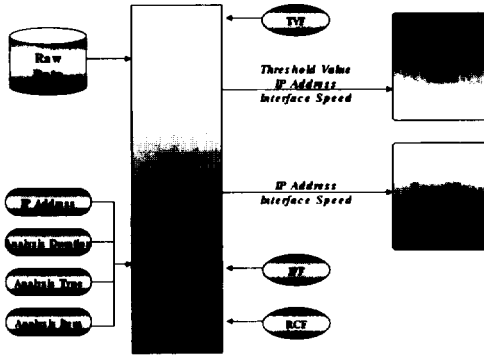 TVF
Raw
Data
Threshold Value
IP Address
Interface Speed
IP Address
Analysis Duration
Analysis Type
Analysis Item
IP Address
Interface Speed
RCF